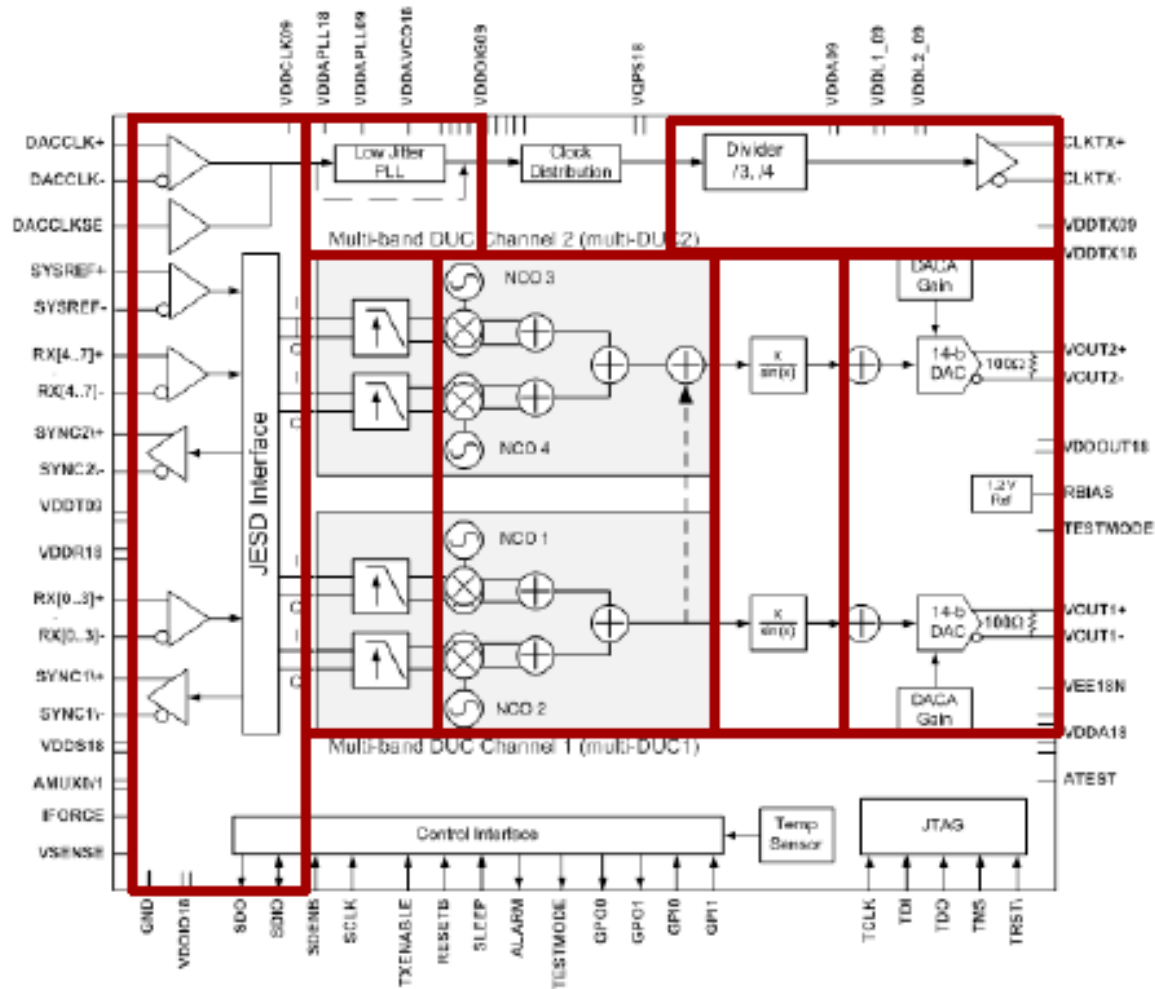 VDDCLK09
VDDAPLL18
VDDAPLL09
VDDAVCO18
VDDDIG09
VQPS18
VDDA09
VDDL1_09
VDDL2_09
DACCLK+
DACCLK-
DACCLKSE
SYSREF+
SYSREF-
RX[4..7]+
RX[4..7]-
SYNC2\+
SYNC2\-
VDDT09
VDDR18
RX[0..3]+
RX[0..3]-
SYNC1\+
SYNC1\-
VDDS18
AMUX0/1
IFORCE
VSENSE
Low Jitter
PLL
Clock
Distribution
Divider
/3, /4
Multi-band DUC Channel 2 (multi-DUC2)
JESD Interface
I
Q
NCO 3
NCO 4
x
sin(x)
DACA
Gain
14-b
DAC
100Ω
1.2 V
Ref
I
Q
NCO 1
NCO 2
x
sin(x)
14-b
DAC
100Ω
DACA
Gain
Multi-band DUC Channel 1 (multi-DUC1)
Control Interface
Temp
Sensor
JTAG
CLKTX+
CLKTX-
VDDTX09
VDDTX18
VOUT2+
VOUT2-
VDDOUT18
RBIAS
TESTMODE
VOUT1+
VOUT1-
VEE18N
VDDA18
ATEST
GND
VDDIO18
SDO
SDIO
SDENB
SCLK
TXENABLE
RESETB
SLEEP
ALARM
TESTMODE
GPO0
GPO1
GPI0
GPI1
TCLK
TDI
TDO
TMS
TRST\